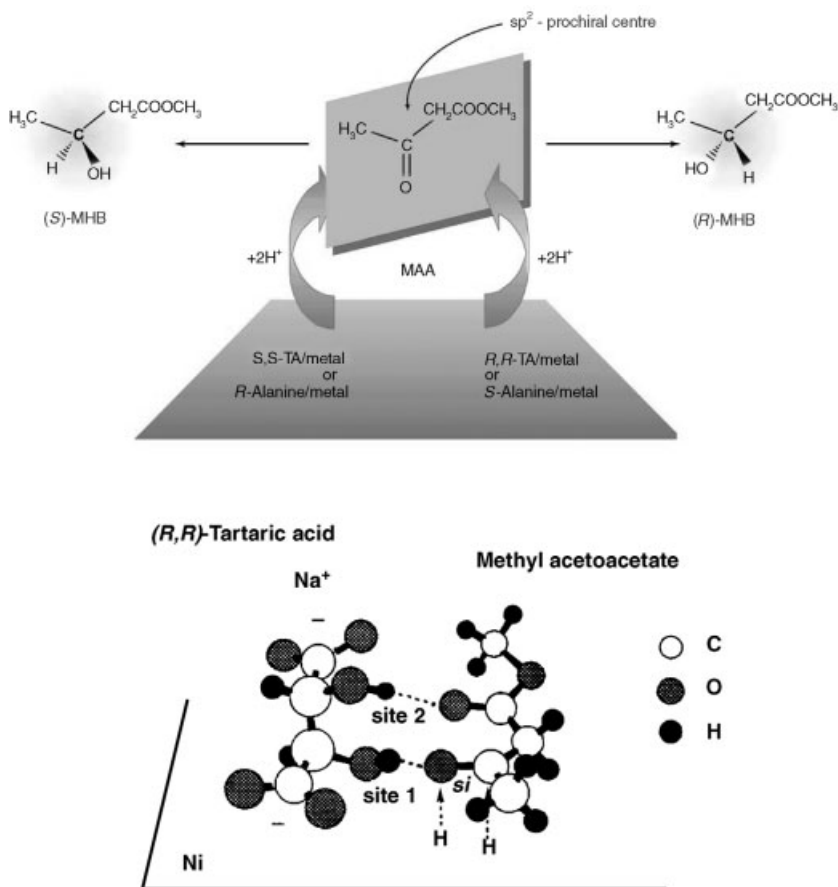 sp² - prochiral centre
CH₂COOCH₃
H₃C
C
H
OH
(S)-MHB
CH₂COOCH₃
H₃C
C
O
CH₂COOCH₃
H₃C
C
HO
H
(R)-MHB
+2H⁺
MAA
+2H⁺
S,S-TA/metal
or
R-Alanine/metal
R,R-TA/metal
or
S-Alanine/metal
(R,R)-Tartaric acid
Na⁺
Methyl acetoacetate
–
C
O
H
site 2
site 1
si
–
H
H
Ni